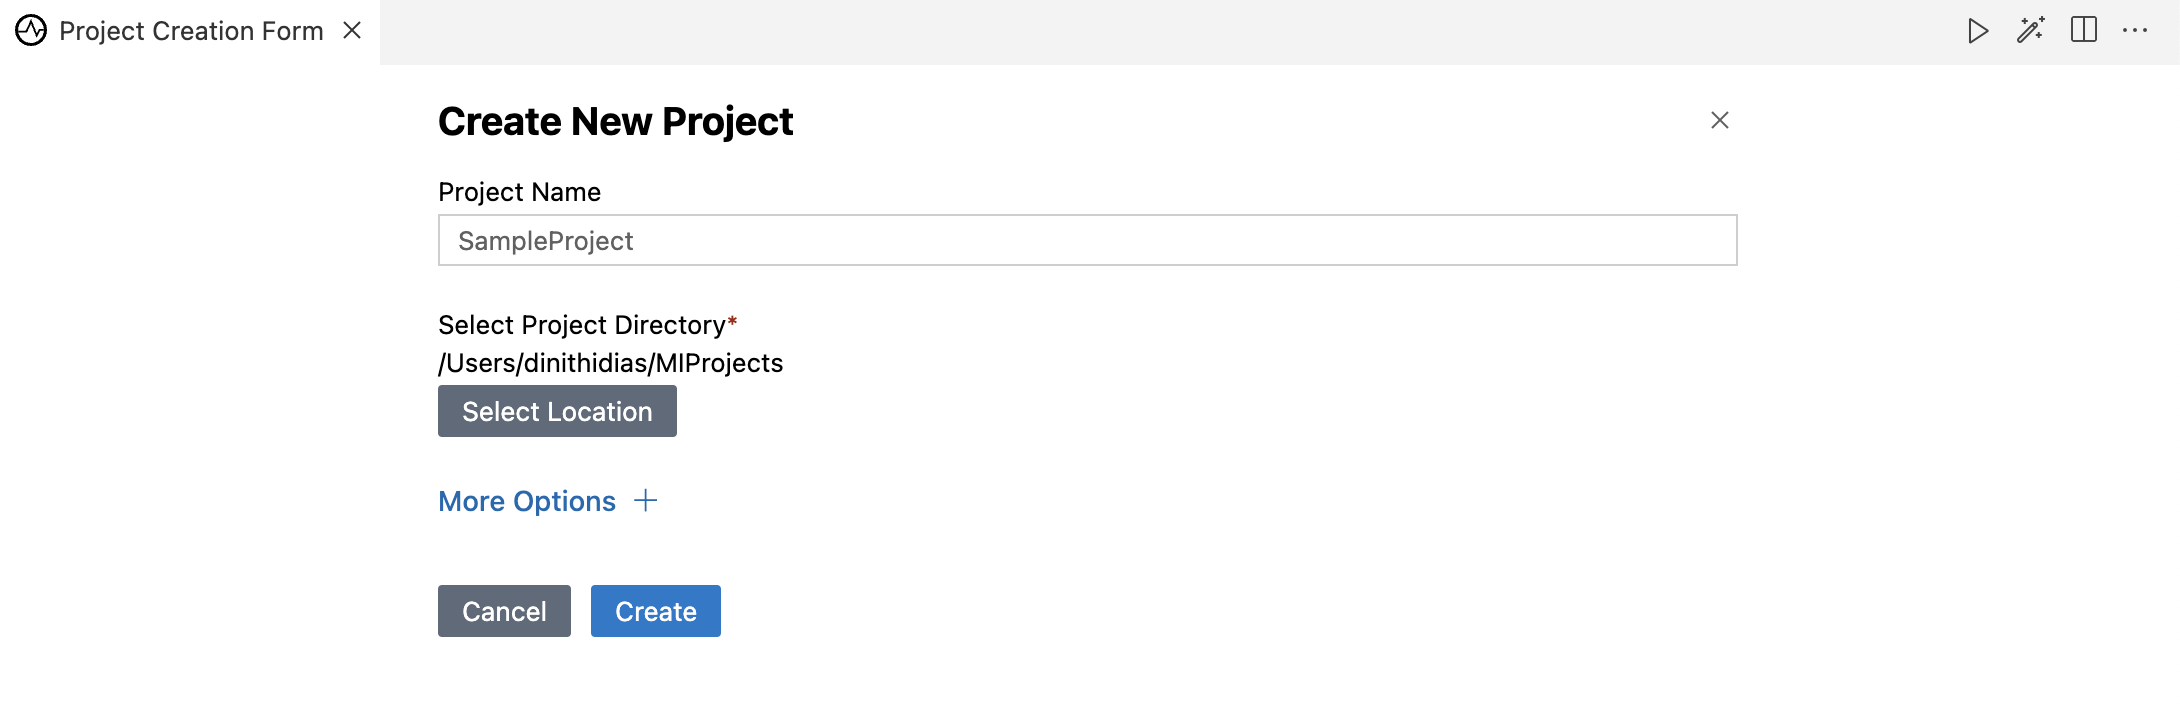 Project Creation Form
Create New Project
Project Name
SampleProject
Select Project Directory*
/Users/dinithidias/MIProjects
Select Location
More Options
Cancel Create